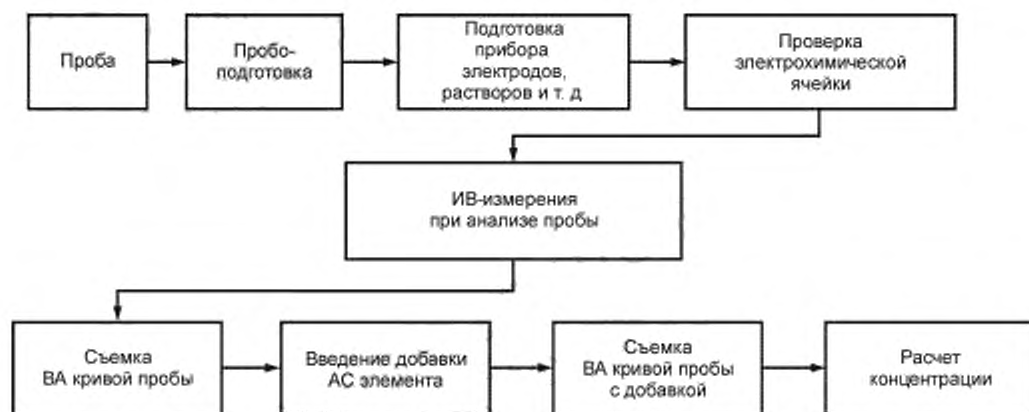 Проба
Пробо-
подготовка
Подготовка
прибора
электродов,
растворов и т. д
Проверка
электрохимической
ячейки
ИВ-измерения
при анализе пробы
Съемка
ВА кривой пробы
Введение добавки
АС элемента
Съемка
ВА кривой пробы
с добавкой
Расчет
концентрации